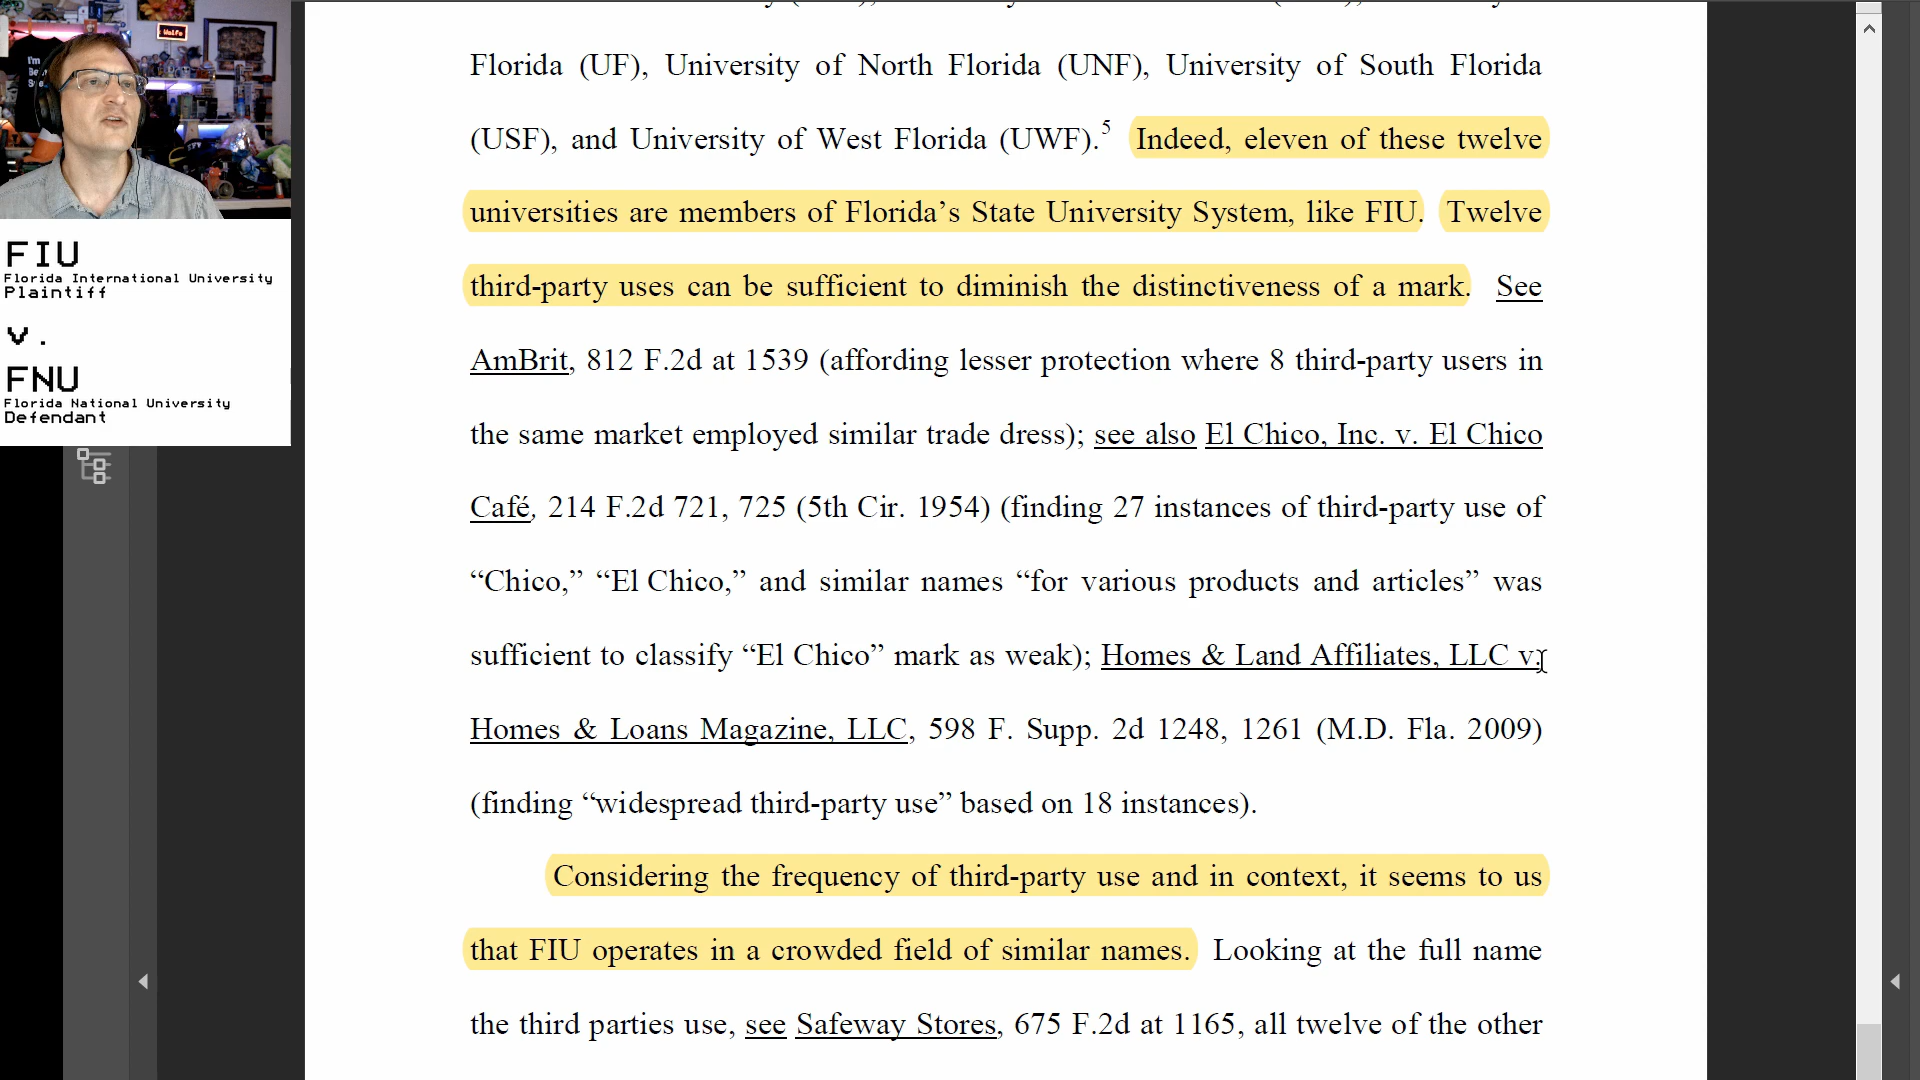 Wolfe
I'm
Be
FIU
Florida International University
Plaintiff
v.
FNU
Florida National University
Defendant
Florida (UF), University of North Florida (UNF), University of South Florida
(USF), and University of West Florida (UWF).5 Indeed, eleven of these twelve
universities are members of Florida’s State University System, like FIU. Twelve
third-party uses can be sufficient to diminish the distinctiveness of a mark. See
AmBrit, 812 F.2d at 1539 (affording lesser protection where 8 third-party users in
the same market employed similar trade dress); see also El Chico, Inc. v. El Chico
Café, 214 F.2d 721, 725 (5th Cir. 1954) (finding 27 instances of third-party use of
“Chico,” “El Chico,” and similar names “for various products and articles” was
sufficient to classify “El Chico” mark as weak); Homes & Land Affiliates, LLC v.
Homes & Loans Magazine, LLC, 598 F. Supp. 2d 1248, 1261 (M.D. Fla. 2009)
(finding “widespread third-party use” based on 18 instances).
Considering the frequency of third-party use and in context, it seems to us
that FIU operates in a crowded field of similar names. Looking at the full name
the third parties use, see Safeway Stores, 675 F.2d at 1165, all twelve of the other